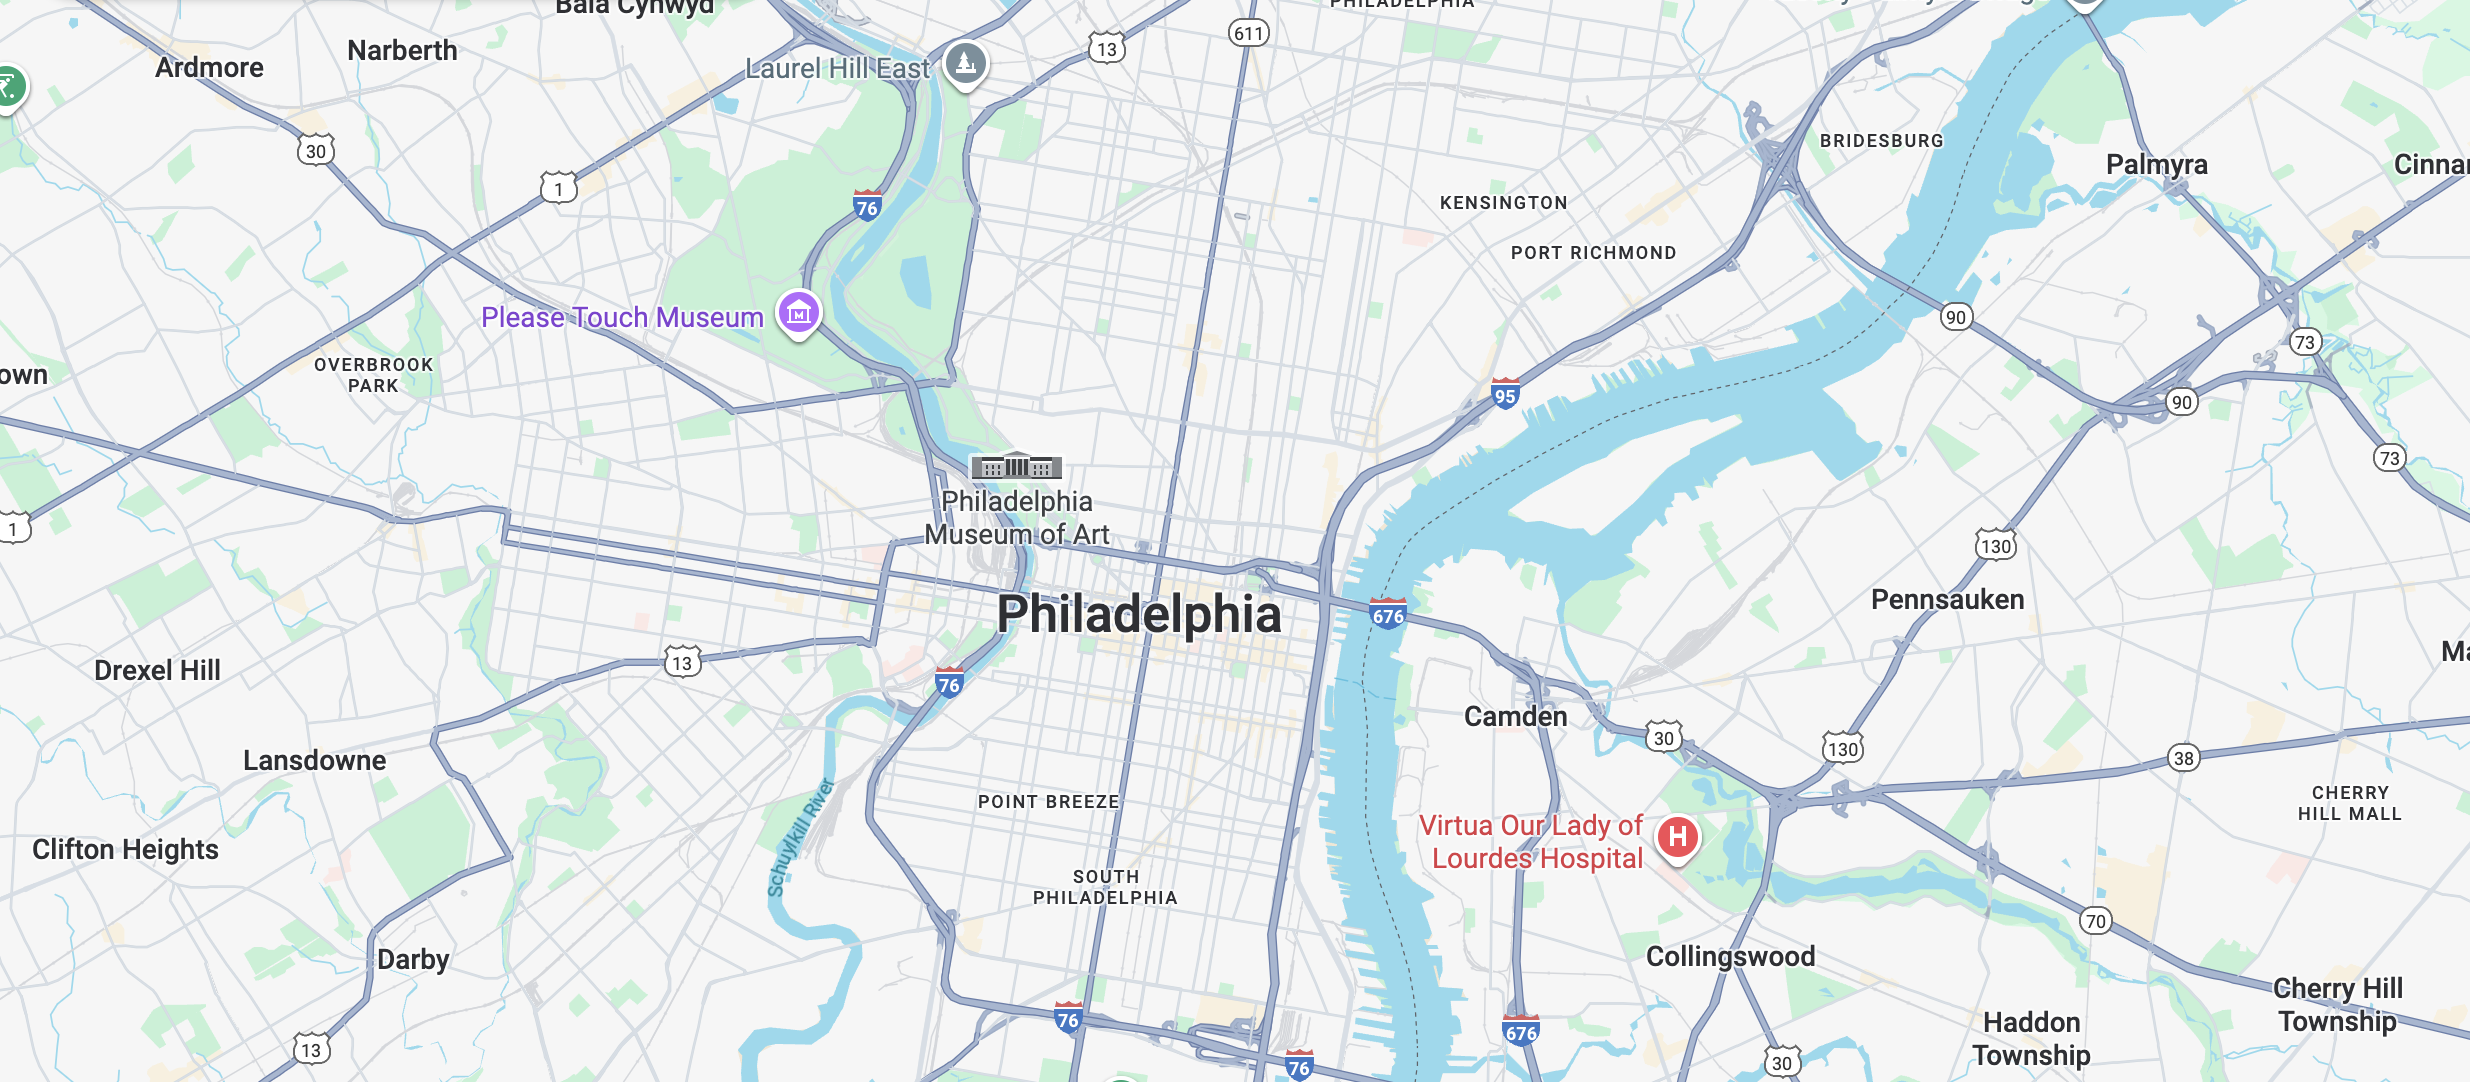 Bala Cynwyd
PHILADELPHIA
611
13
Narberth
Ardmore
Laurel Hill East
30
1
76
BRIDESBURG
Palmyra
KENSINGTON
PORT RICHMOND
Please Touch Museum
90
73
OVERBROOK
PARK
own
95
90
73
Philadelphia
Museum of Art
1
130
Pennsauken
Philadelphia
676
13
Drexel Hill
76
Camden
30
130
38
Lansdowne
POINT BREEZE
CHERRY
HILL MALL
Schuylkill River
Virtua Our Lady of
Lourdes Hospital
H
Clifton Heights
SOUTH
PHILADELPHIA
70
Darby
Collingswood
Cherry Hill
Township
76
676
Haddon
Township
13
76
30